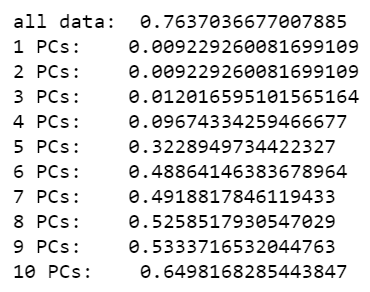 all data:  0.7637036677007885
1 PCs:    0.009229260081699109
2 PCs:    0.009229260081699109
3 PCs:    0.012016595101565164
4 PCs:    0.09674334259466677
5 PCs:    0.3228949734422327
6 PCs:    0.48864146383678964
7 PCs:    0.4918817846119433
8 PCs:    0.5258517930547029
9 PCs:    0.5333716532044763
10 PCs:    0.6498168285443847